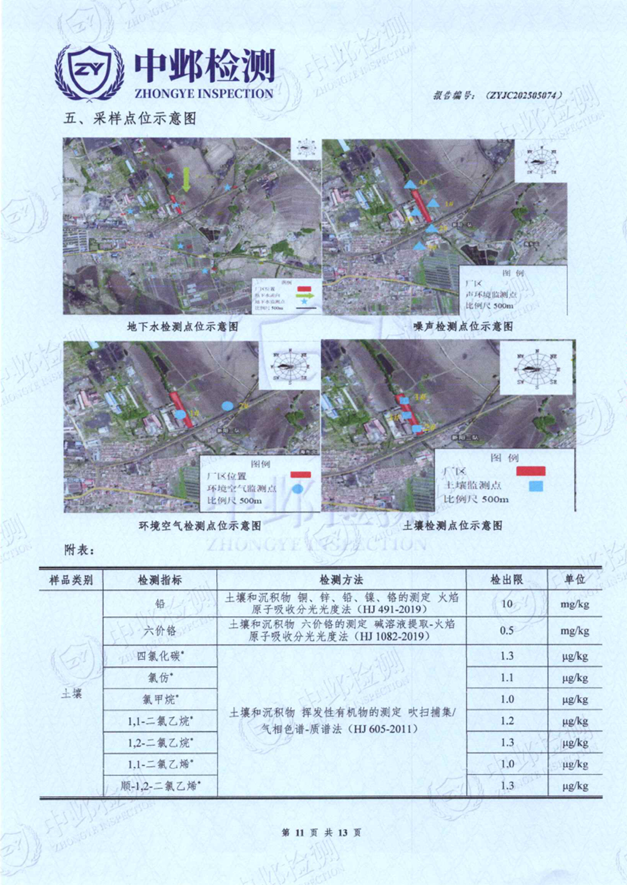 ZY
中邺检测
ZHONGYE INSPECTION
报告编号：（ZYJC202505074）
五、采样点位示意图
图例
厂区位置
比例尺 500m
地下水检测点位示意图
图 例
厂区
声环境监测点
比例尺 500m
噪声检测点位示意图
图例
厂区位置
环境空气监测点
比例尺 500m
环境空气检测点位示意图
图 例
厂区
土壤监测点
比例尺 500m
土壤检测点位示意图
附表：
样品类别 检测指标 检测方法 检出限 单位
土壤
铅 土壤和沉积物 铜、锌、铅、镍、铬的测定 火焰
原子吸收分光光度法（HJ 491-2019） 10 mg/kg
六价铬 土壤和沉积物 六价铬的测定 碱溶液提取-火焰
原子吸收分光光度法（HJ 1082-2019） 0.5 mg/kg
四氯化碳* 1.3 μg/kg
氯仿* 1.1 μg/kg
氯甲烷* 1.0 μg/kg
土壤和沉积物 挥发性有机物的测定 吹扫捕集/
气相色谱-质谱法（HJ 605-2011）
1,1-二氯乙烷* 1.2 μg/kg
1,2-二氯乙烷* 1.3 μg/kg
1,1-二氯乙烯* 1.0 μg/kg
顺-1,2-二氯乙烯* 1.3 μg/kg
第 11 页 共 13 页